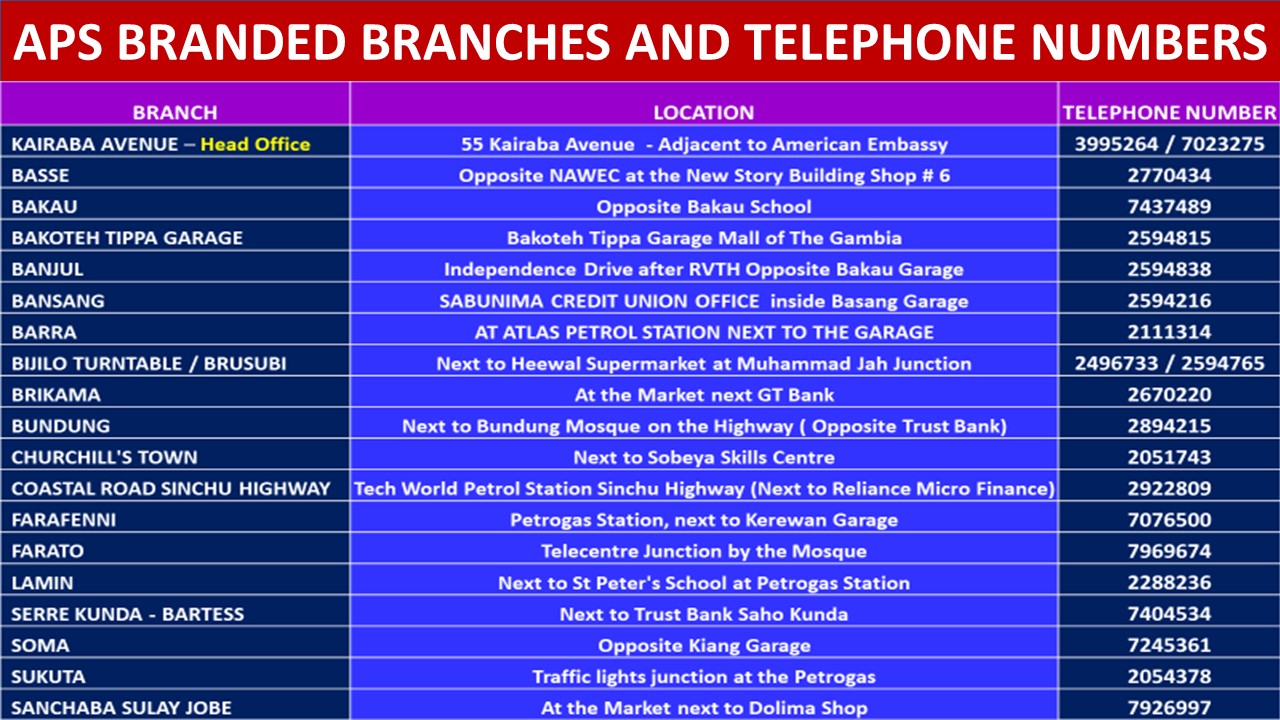 APS BRANDED BRANCHES AND TELEPHONE NUMBERS
BRANCH LOCATION TELEPHONE NUMBER
KAIRABA AVENUE – Head Office 55 Kairaba Avenue - Adjacent to American Embassy 3995264 / 7023275
BASSE Opposite NAWEC at the New Story Building Shop # 6 2770434
BAKAU Opposite Bakau School 7437489
BAKOTEH TIPPA GARAGE Bakoteh Tippa Garage Mall of The Gambia 2594815
BANJUL Independence Drive after RVTH Opposite Bakau Garage 2594838
BANSANG SABUNIMA CREDIT UNION OFFICE inside Basang Garage 2594216
BARRA AT ATLAS PETROL STATION NEXT TO THE GARAGE 2111314
BIJILO TURNTABLE / BRUSUBI Next to Heewal Supermarket at Muhammad Jah Junction 2496733 / 2594765
BRIKAMA At the Market next GT Bank 2670220
BUNDUNG Next to Bundung Mosque on the Highway ( Opposite Trust Bank) 2894215
CHURCHILL'S TOWN Next to Sobeya Skills Centre 2051743
COASTAL ROAD SINCHU HIGHWAY Tech World Petrol Station Sinchu Highway (Next to Reliance Micro Finance) 2922809
FARAFENNI Petrogas Station, next to Kerewan Garage 7076500
FARATO Telecentre Junction by the Mosque 7969674
LAMIN Next to St Peter's School at Petrogas Station 2288236
SERRE KUNDA - BARTESS Next to Trust Bank Saho Kunda 7404534
SOMA Opposite Kiang Garage 7245361
SUKUTA Traffic lights junction at the Petrogas 2054378
SANCHABA SULAY JOBE At the Market next to Dolima Shop 7926997